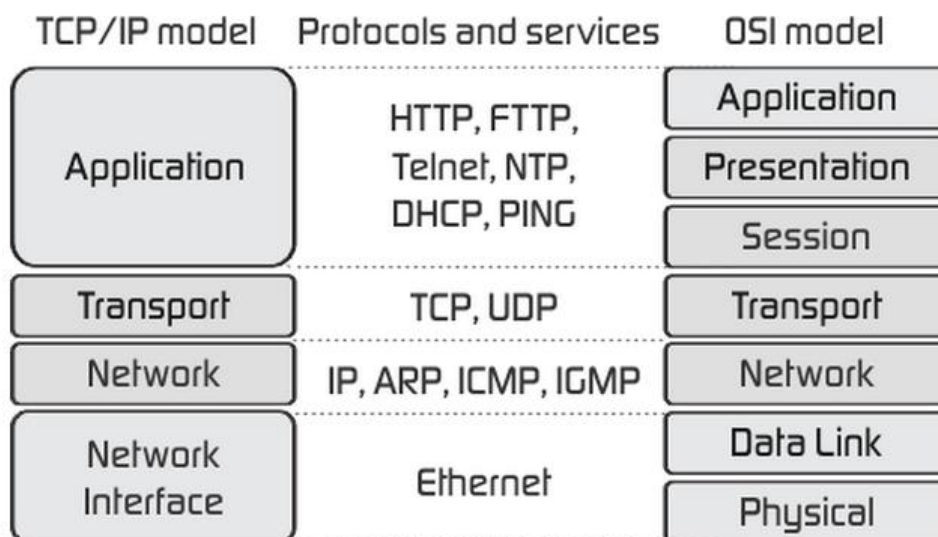 TCP/IP model
Protocols and services
OSI model
Application
HTTP, FTTP,
Telnet, NTP,
DHCP, PING
Application
Presentation
Session
Transport
TCP, UDP
Transport
Network
IP, ARP, ICMP, IGMP
Network
Network
Interface
Ethernet
Data Link
Physical